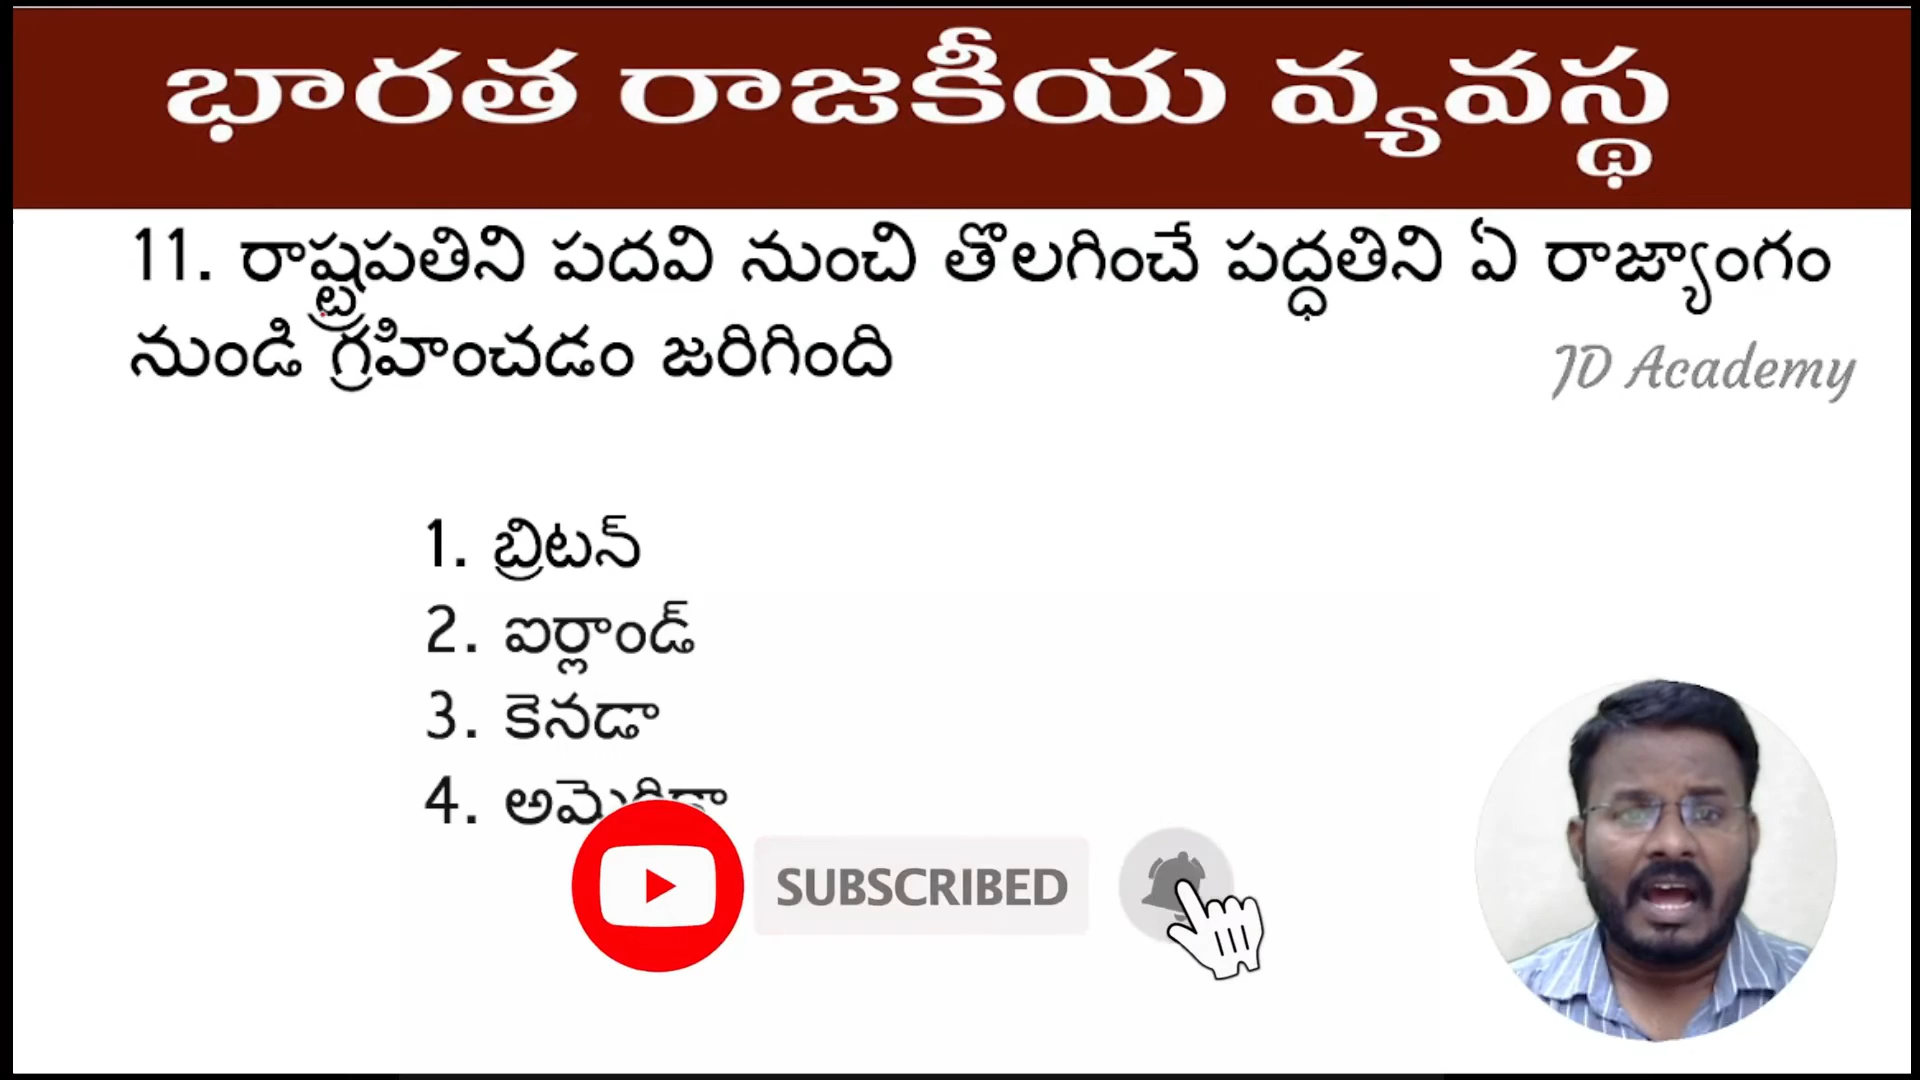 భారత రాజకీయ వ్యవస్థ
11. రాష్ట్రపతిని పదవి నుంచి తొలగించే పద్ధతిని ఏ రాజ్యాంగం
నుండి గ్రహించడం జరిగింది
JD Academy
1. బ్రిటన్
2. ఐర్లాండ్
3. కెనడా
4. అమెరికా
SUBSCRIBED